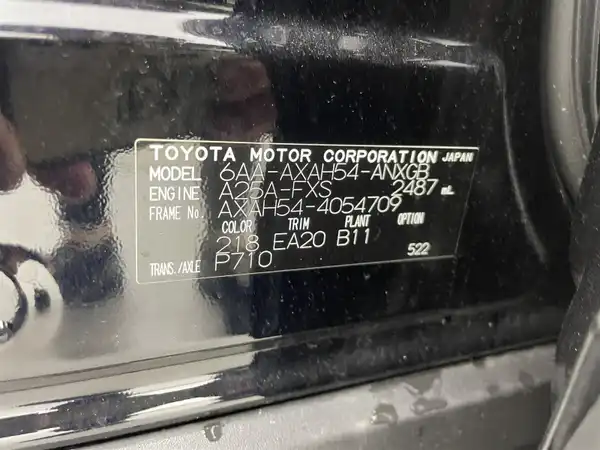 TOYOTA MOTOR CORPORATION JAPAN
MODEL 6AA-AXAH54-ANXGB
ENGINE A25A-FXS 2487 mL
FRAME No. AXAH54-4054709
COLOR TRIM PLANT OPTION
218 EA20 B11 522
TRANS./AXLE P710